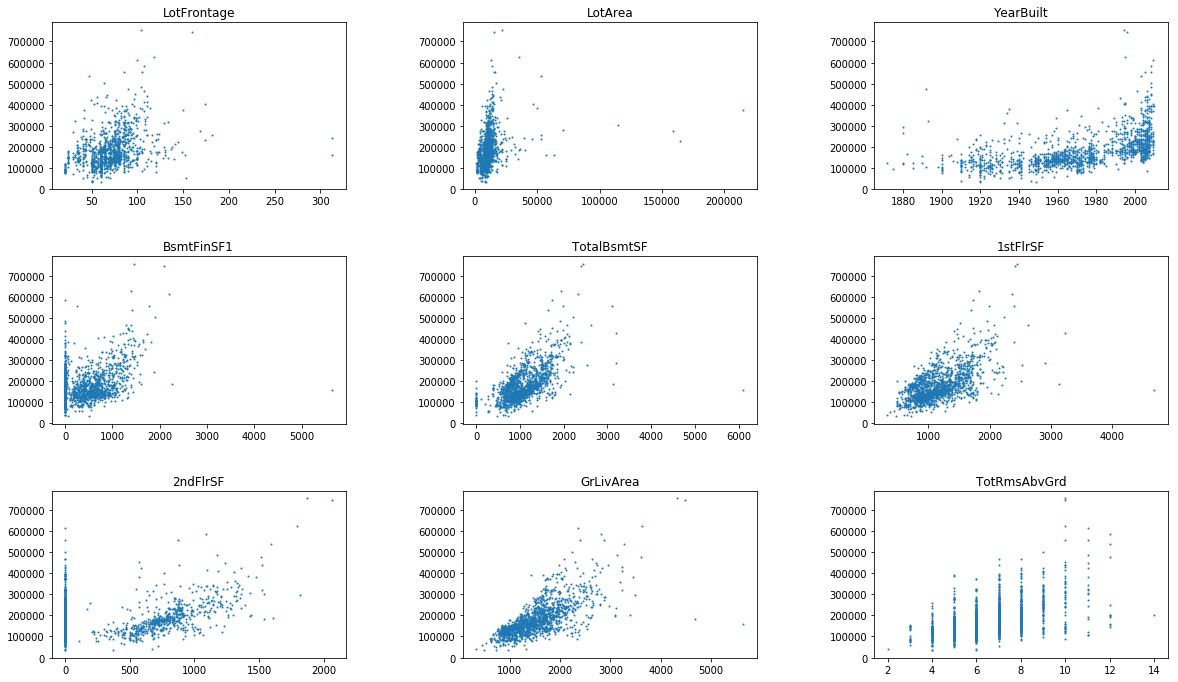 LotFrontage LotArea YearBuilt
700000 700000 700000
600000 600000 600000
500000 500000 500000
400000 400000 400000
300000 300000 300000
200000 200000 200000
100000 100000 100000
0 0 0
50 100 150 200 250 300 0 50000 100000 150000 200000 1880 1900 1920 1940 1960 1980 2000
BsmtFinSF1 TotalBsmtSF 1stFlrSF
700000 700000 700000
600000 600000 600000
500000 500000 500000
400000 400000 400000
300000 300000 300000
200000 200000 200000
100000 100000 100000
0 0 0
0 1000 2000 3000 4000 5000 0 1000 2000 3000 4000 5000 6000 1000 2000 3000 4000
2ndFlrSF GrLivArea TotRmsAbvGrd
700000 700000 700000
600000 600000 600000
500000 500000 500000
400000 400000 400000
300000 300000 300000
200000 200000 200000
100000 100000 100000
0 0 0
0 500 1000 1500 2000 1000 2000 3000 4000 5000 2 4 6 8 10 12 14